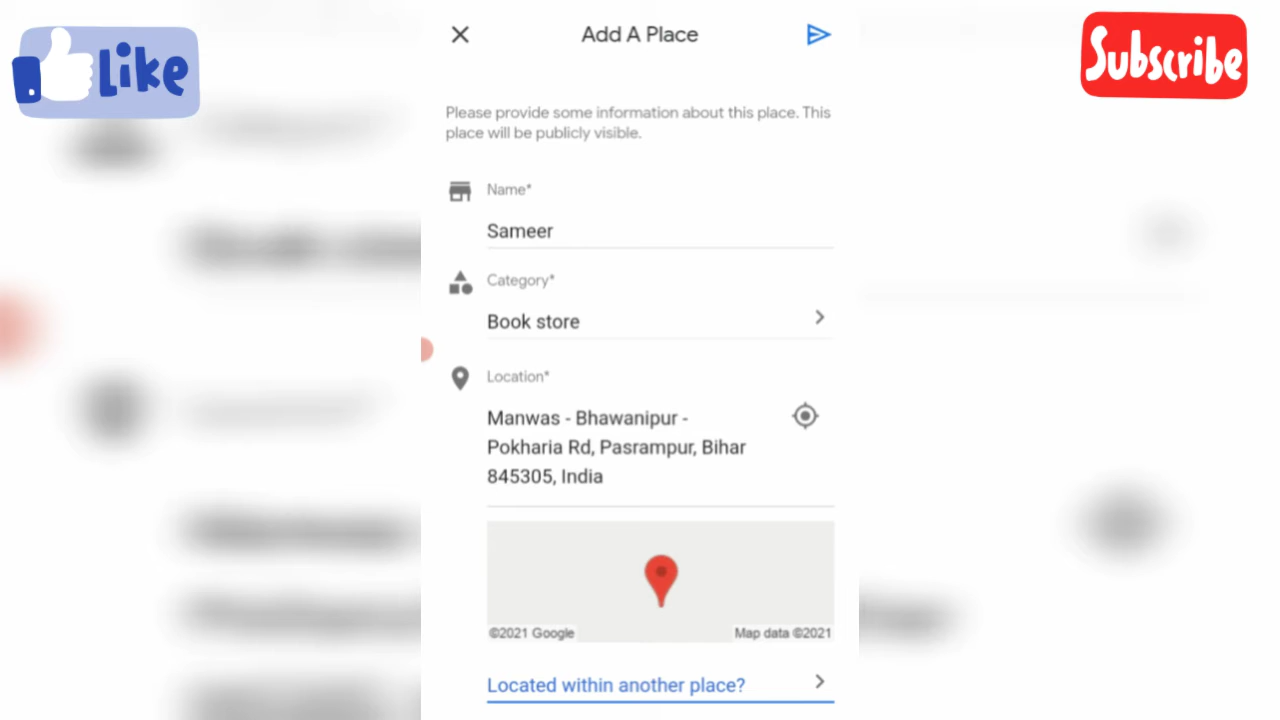 Like
Subscribe
Add A Place
Please provide some information about this place. This
place will be publicly visible.
Name*
Sameer
Category*
Book store
Location*
Manwas - Bhawanipur -
Pokharia Rd, Pasrampur, Bihar
845305, India
©2021 Google
Map data ©2021
Located within another place?